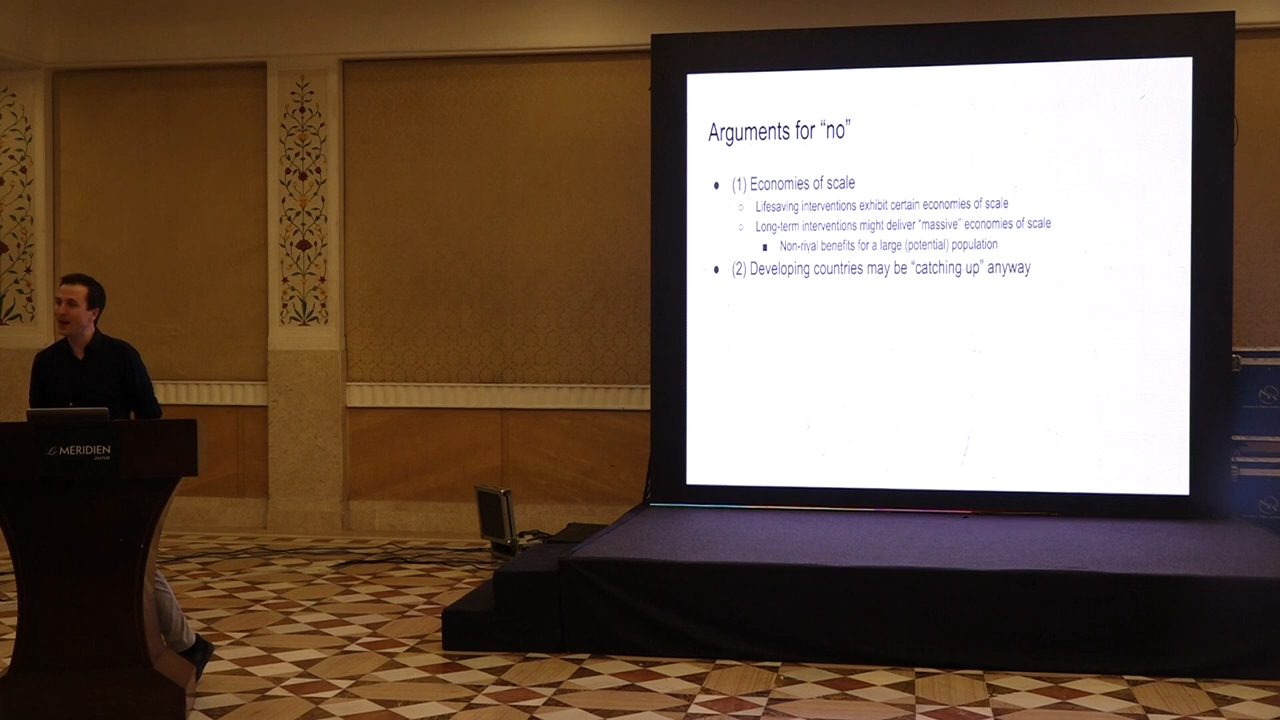 Arguments for “no”
• (1) Economies of scale
○ Lifesaving interventions exhibit certain economies of scale
○ Long-term interventions might deliver “massive” economies of scale
■ Non-rival benefits for a large (potential) population
• (2) Developing countries may be “catching up” anyway
Le MERIDIEN